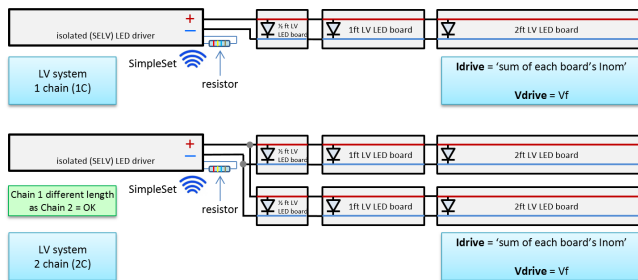 +
isolated (SELV) LED driver
−
½ ft LV
LED board
1ft LV LED board
2ft LV LED board
SimpleSet
resistor
LV system
1 chain (1C)
Idrive = ‘sum of each board’s Inom’
Vdrive = Vf
+
isolated (SELV) LED driver
−
½ ft LV
LED board
1ft LV LED board
2ft LV LED board
Chain 1 different length
as Chain 2 = OK
SimpleSet
resistor
½ ft LV
LED board
1ft LV LED board
2ft LV LED board
LV system
2 chain (2C)
Idrive = ‘sum of each board’s Inom’
Vdrive = Vf